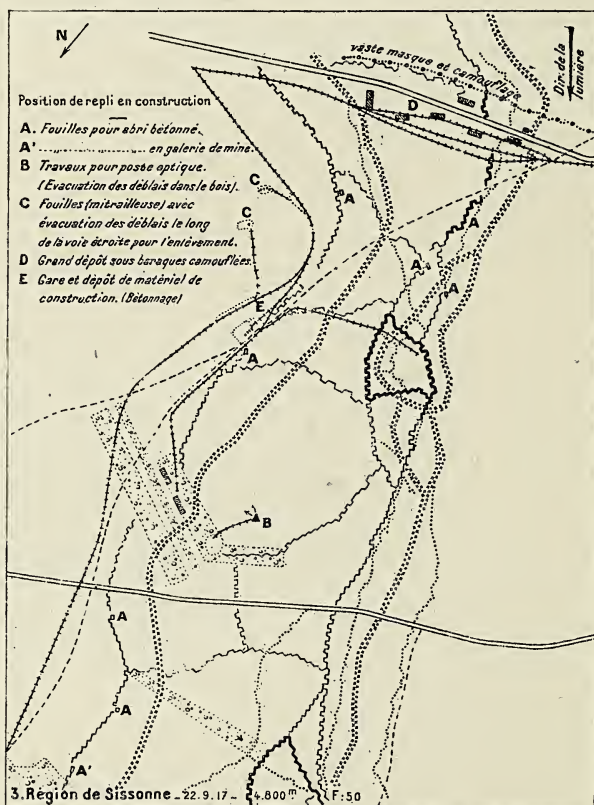 N
vaste masque et camouflage
Dir. de la
lumière
Position de repli en construction
A. Fouilles pour abri bétonné.
A' ........................ en galerie de mine.
B Travaux pour poste optique.
(Evacuation des déblais dans le bois).
C Fouilles (mitrailleuse) avec
évacuation des déblais le long
de la voie étroite pour l'enlèvement.
D Grand dépôt sous baraques camouflées.
E Gare et dépôt de matériel de
construction. (Bétonnage)
D
C
A
C
A
A
A
E
A
B
A
A
A'
3. Région de Sissonne - 22.9.17 - 4.800m F:50